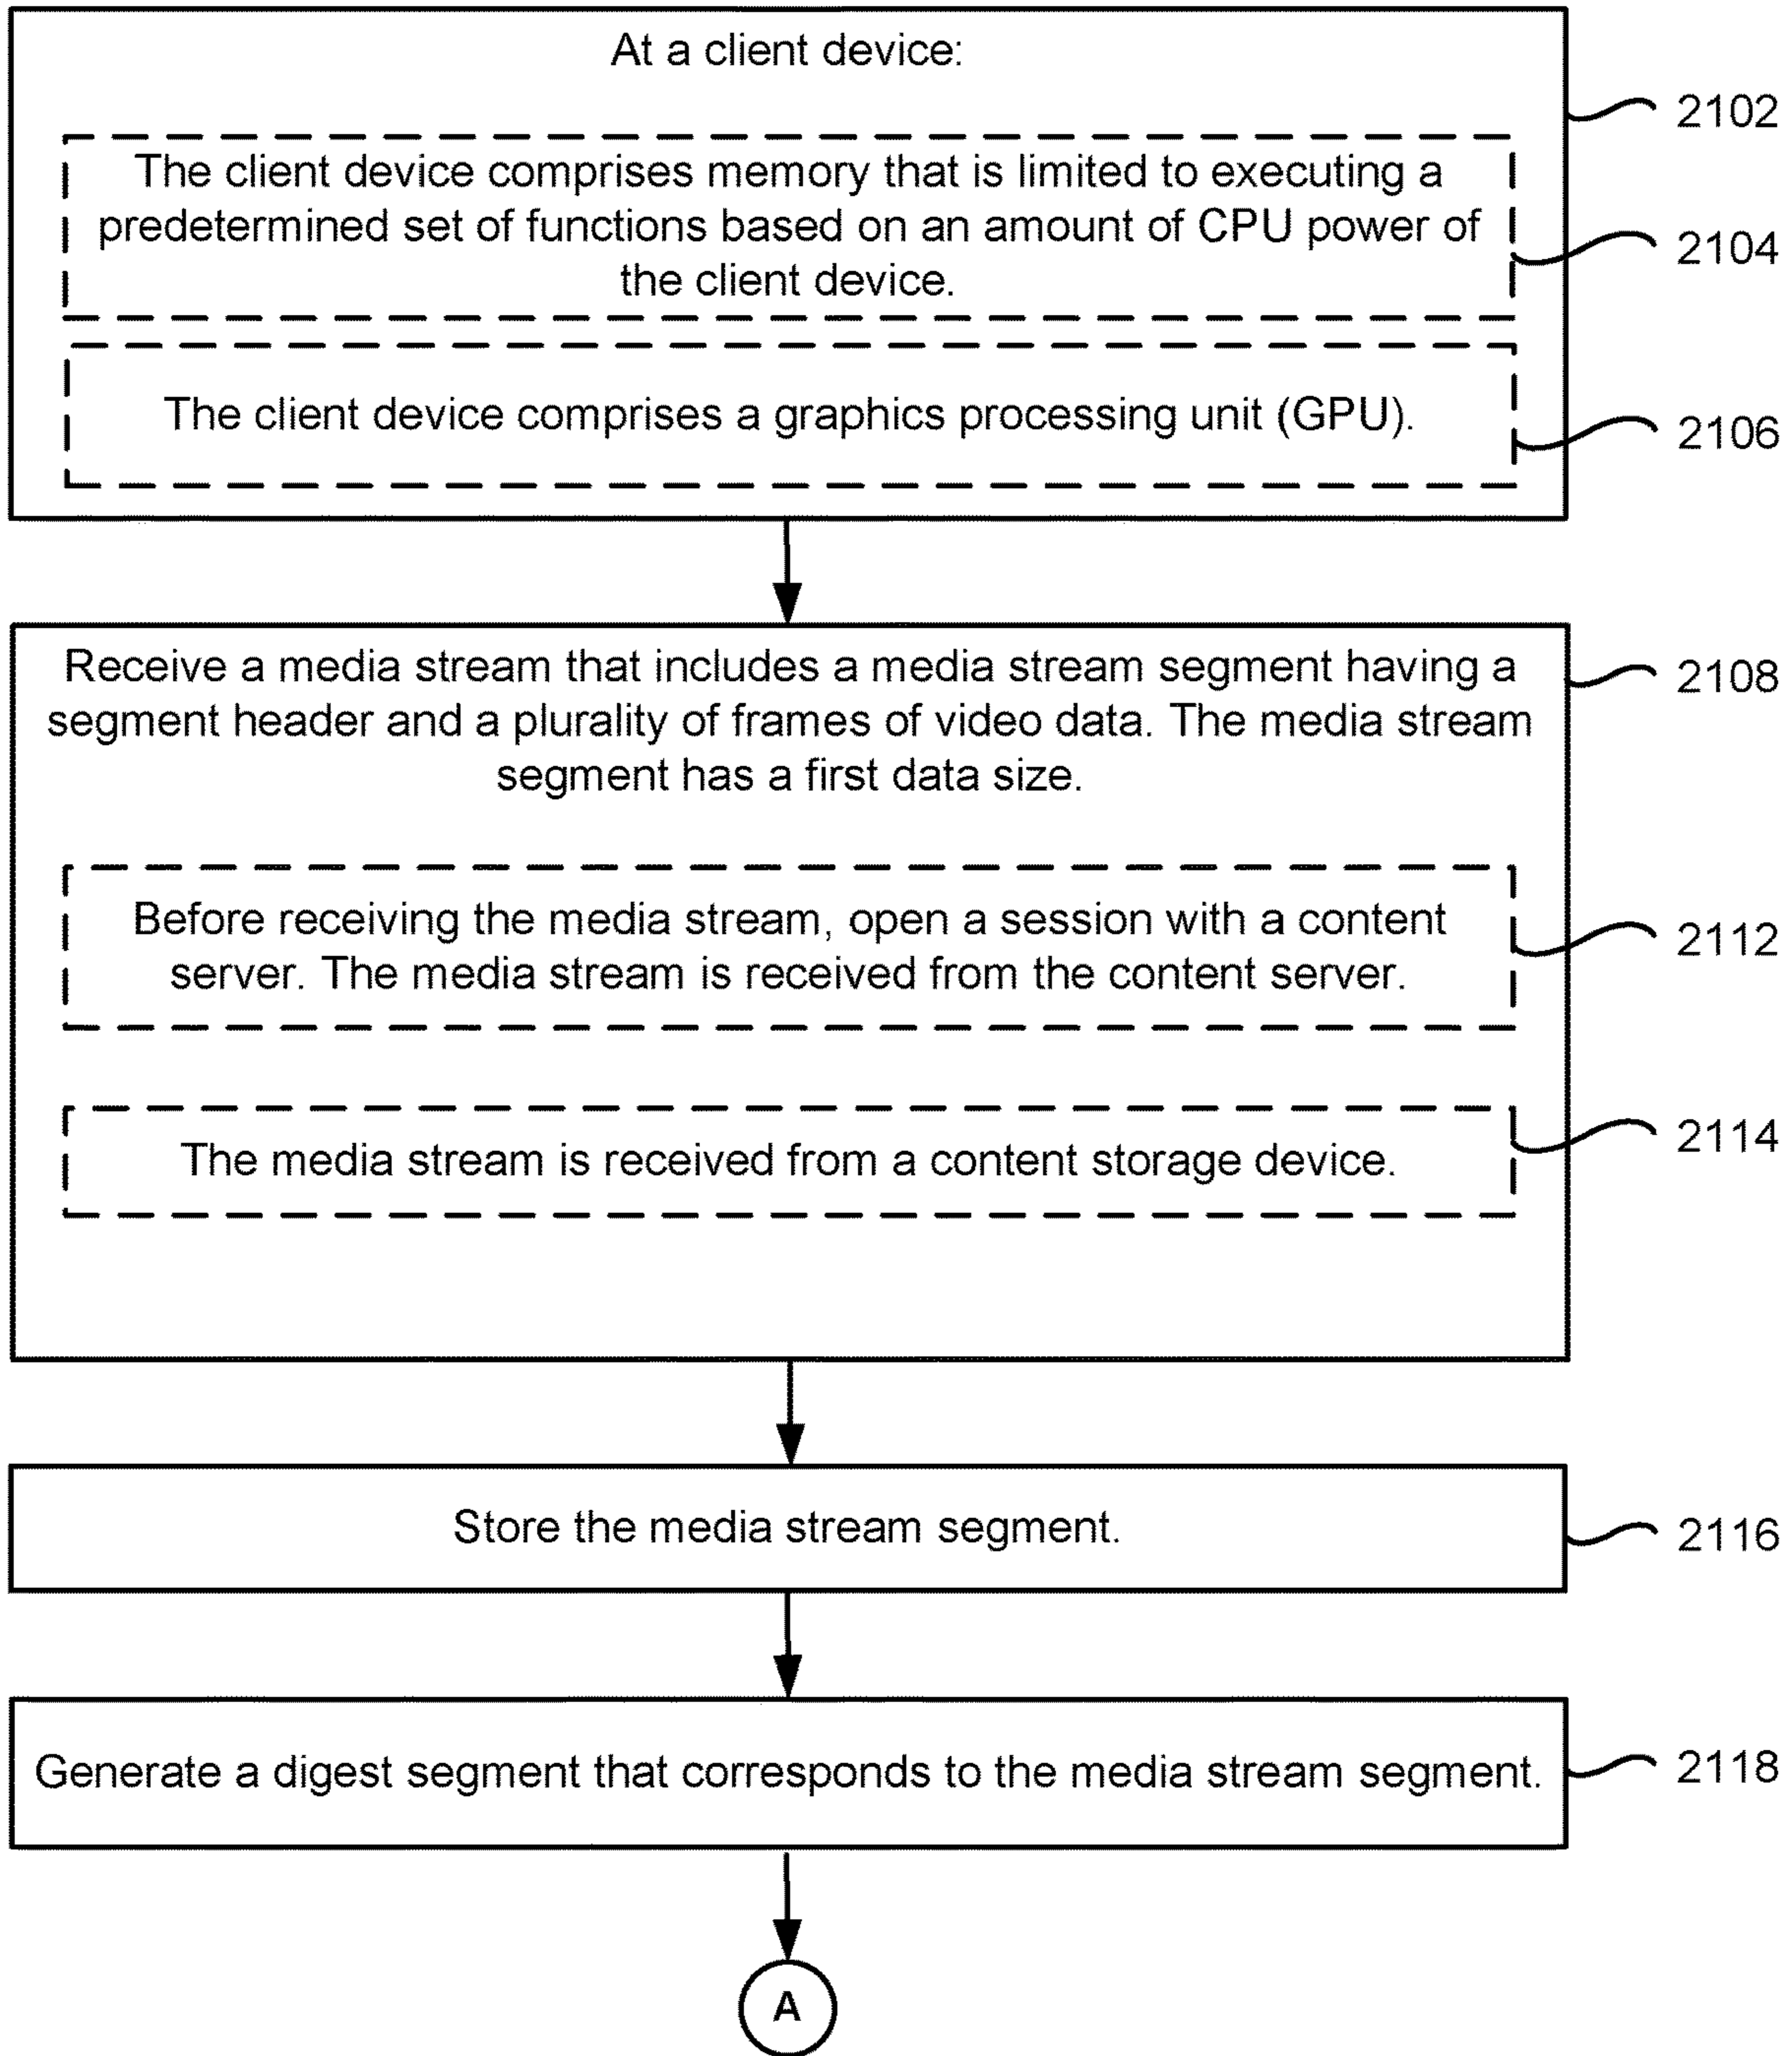 At a client device:
2102
The client device comprises memory that is limited to executing a
predetermined set of functions based on an amount of CPU power of
the client device.
2104
The client device comprises a graphics processing unit (GPU).
2106
Receive a media stream that includes a media stream segment having a
segment header and a plurality of frames of video data. The media stream
segment has a first data size.
2108
Before receiving the media stream, open a session with a content
server. The media stream is received from the content server.
2112
The media stream is received from a content storage device.
2114
Store the media stream segment.
2116
Generate a digest segment that corresponds to the media stream segment.
2118
A